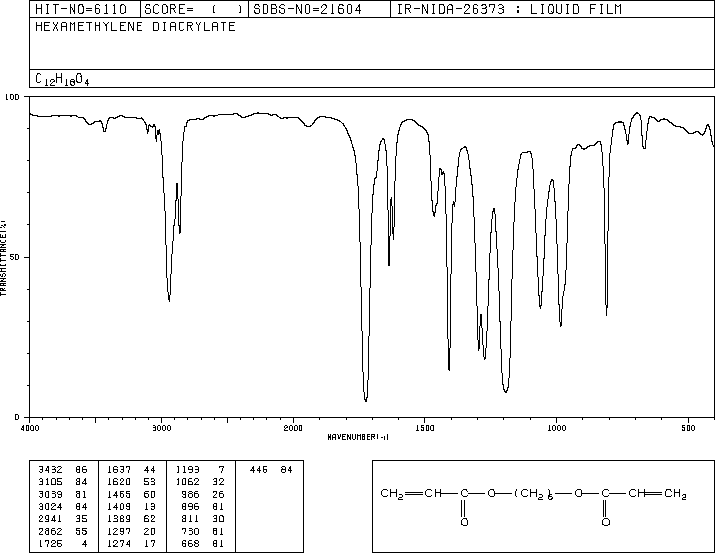 HIT-NO=6110 SCORE= ( ) SDBS-NO=21604 IR-NIDA-26373 : LIQUID FILM
HEXAMETHYLENE DIACRYLATE
C12H18O4
100
50
0
TRANSMITTANCE(%)
4000 3000 2000 1500 1000 500
WAVENUMBER(-1)
3432 86 1637 44 1193 7 446 84
3105 84 1620 53 1062 32
3039 81 1465 60 986 26
3024 84 1409 13 896 81
2941 35 1389 62 811 30
2862 55 1297 20 730 81
1725 4 1274 17 668 81
CH2=CH-C-O-(CH2)6-O-C-CH=CH2
O O